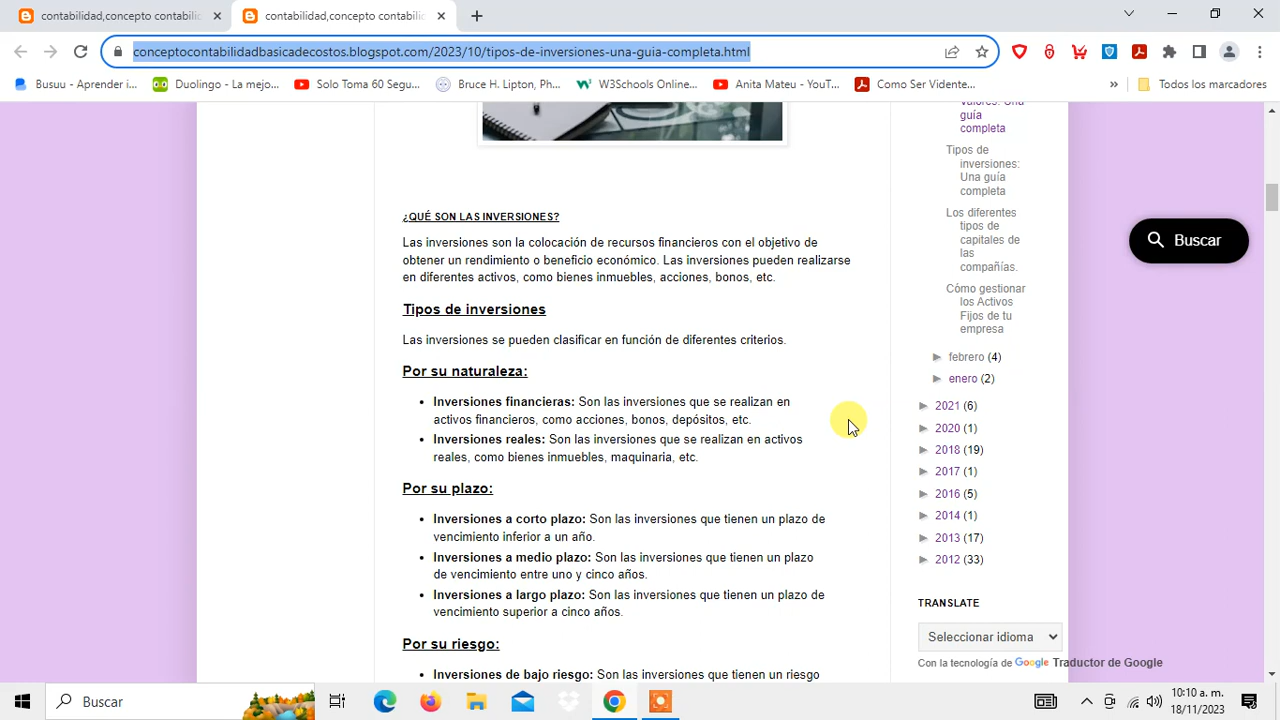 contabilidad,concepto contabilid
contabilidad,concepto contabili
conceptocontabilidadbasicadecostos.blogspot.com/2023/10/tipos-de-inversiones-una-guia-completa.html
Busuu - Aprender i...
Duolingo - La mejo...
Solo Toma 60 Segu...
Bruce H. Lipton, Ph...
W3Schools Online...
Anita Mateu - YouT...
Como Ser Vidente...
»
Todos los marcadores
¿QUÉ SON LAS INVERSIONES?
Las inversiones son la colocación de recursos financieros con el objetivo de
obtener un rendimiento o beneficio económico. Las inversiones pueden realizarse
en diferentes activos, como bienes inmuebles, acciones, bonos, etc.
Tipos de inversiones
Las inversiones se pueden clasificar en función de diferentes criterios.
Por su naturaleza:
• Inversiones financieras: Son las inversiones que se realizan en
activos financieros, como acciones, bonos, depósitos, etc.
• Inversiones reales: Son las inversiones que se realizan en activos
reales, como bienes inmuebles, maquinaria, etc.
Por su plazo:
• Inversiones a corto plazo: Son las inversiones que tienen un plazo de
vencimiento inferior a un año.
• Inversiones a medio plazo: Son las inversiones que tienen un plazo
de vencimiento entre uno y cinco años.
• Inversiones a largo plazo: Son las inversiones que tienen un plazo de
vencimiento superior a cinco años.
Por su riesgo:
• Inversiones de bajo riesgo: Son las inversiones que tienen un riesgo
Valores: Una
guía
completa
Tipos de
inversiones:
Una guía
completa
Los diferentes
tipos de
capitales de
las
compañías.
Cómo gestionar
los Activos
Fijos de tu
empresa
► febrero (4)
► enero (2)
► 2021 (6)
► 2020 (1)
► 2018 (19)
► 2017 (1)
► 2016 (5)
► 2014 (1)
► 2013 (17)
► 2012 (33)
TRANSLATE
Seleccionar idioma
Con la tecnología de Google Traductor de Google
Buscar
Buscar
10:10 a. m.
18/11/2023